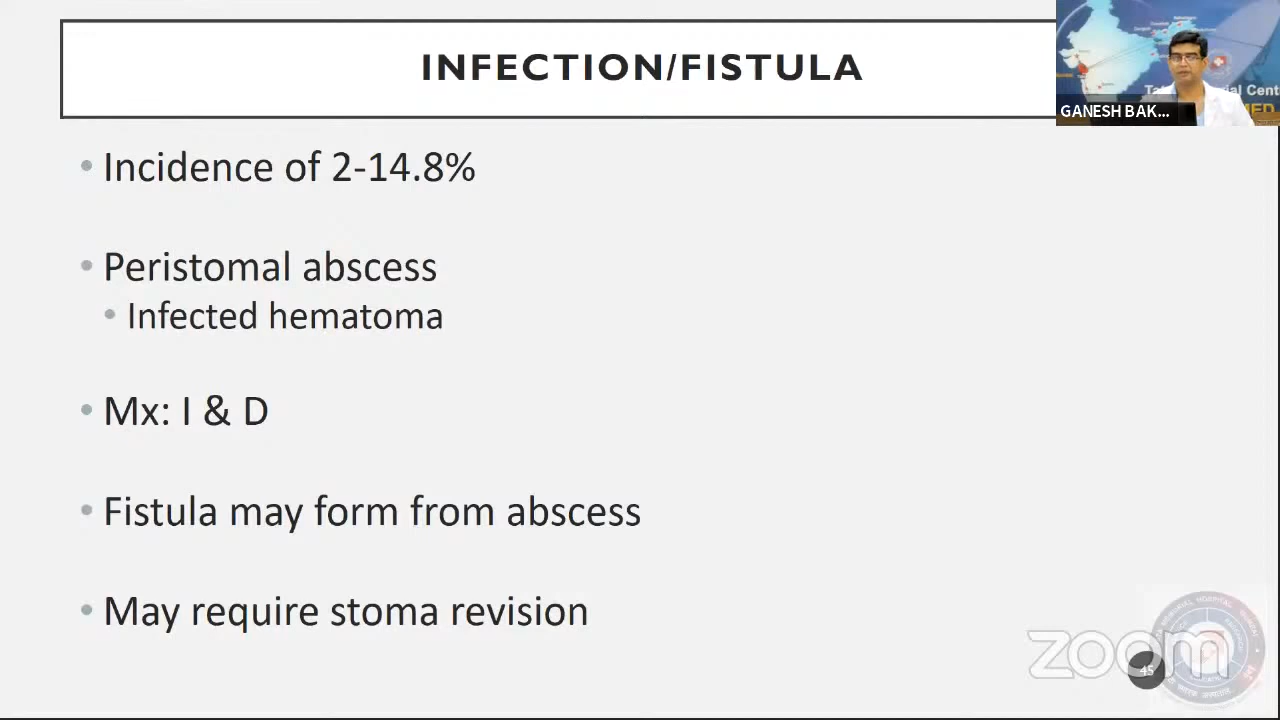 INFECTION/FISTULA
GANESH BAK...
• Incidence of 2-14.8%
• Peristomal abscess
• Infected hematoma
• Mx: I & D
• Fistula may form from abscess
• May require stoma revision
zoom
45